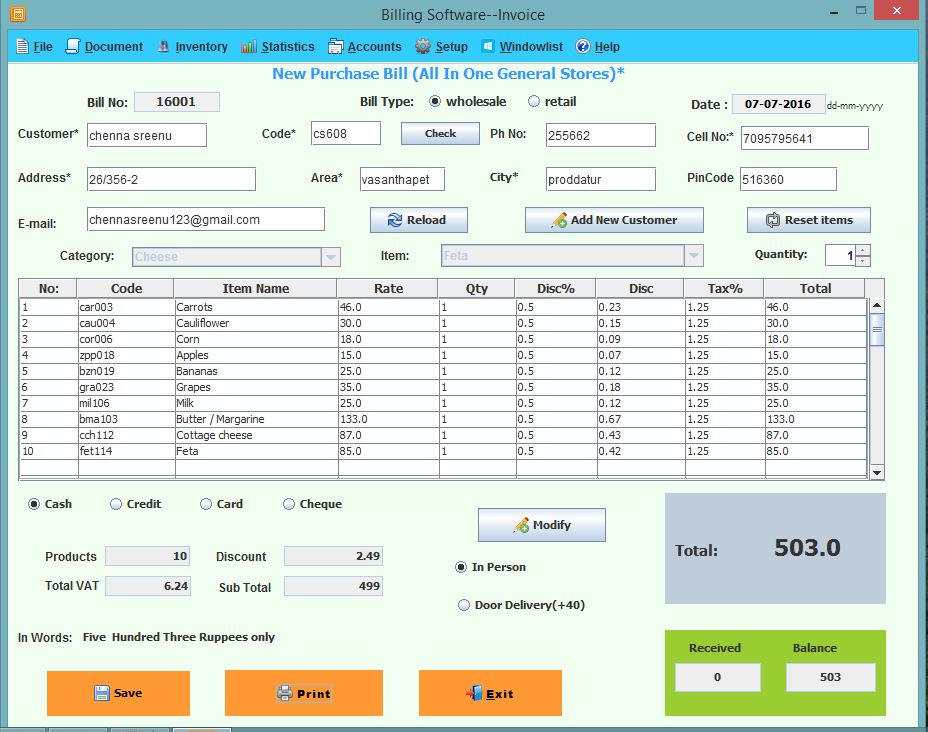 Billing Software--Invoice
File Document Inventory Statistics Accounts Setup Windowlist Help
New Purchase Bill (All In One General Stores)*
Bill No: 16001 Bill Type: wholesale retail Date : 07-07-2016 dd-mm-yyyy
Customer* chenna sreenu Code* cs608 Check Ph No: 255662 Cell No:* 7095795641
Address* 26/356-2 Area* vasanthapet City* proddatur PinCode 516360
E-mail: chennasreenu123@gmail.com Reload Add New Customer Reset items
Category: Cheese Item: Feta Quantity: 1
No: Code Item Name Rate Qty Disc% Disc Tax% Total
1 car003 Carrots 46.0 1 0.5 0.23 1.25 46.0
2 cau004 Cauliflower 30.0 1 0.5 0.15 1.25 30.0
3 cor006 Corn 18.0 1 0.5 0.09 1.25 18.0
4 zpp018 Apples 15.0 1 0.5 0.07 1.25 15.0
5 bzn019 Bananas 25.0 1 0.5 0.12 1.25 25.0
6 gra023 Grapes 35.0 1 0.5 0.18 1.25 35.0
7 mil106 Milk 25.0 1 0.5 0.12 1.25 25.0
8 bma103 Butter / Margarine 133.0 1 0.5 0.67 1.25 133.0
9 cch112 Cottage cheese 87.0 1 0.5 0.43 1.25 87.0
10 fet114 Feta 85.0 1 0.5 0.42 1.25 85.0
Cash Credit Card Cheque
Modify
Total: 503.0
Products 10 Discount 2.49
In Person
Total VAT 6.24 Sub Total 499
Door Delivery(+40)
In Words: Five Hundred Three Ruppees only
Received Balance
0 503
Save Print Exit